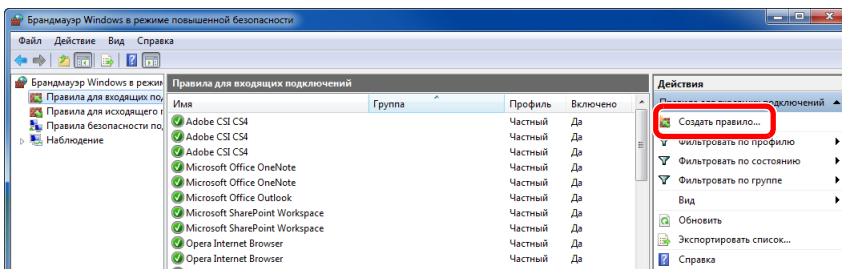 Брандмауэр Windows в режиме повышенной безопасности
Файл Действие Вид Справка
Брандмауэр Windows в режим
Правила для входящих по
Правила для исходящего п
Правила безопасности по
Наблюдение
Правила для входящих подключений
Имя Группа Профиль Включено
Adobe CSI CS4 Частный Да
Adobe CSI CS4 Частный Да
Adobe CSI CS4 Частный Да
Microsoft Office OneNote Частный Да
Microsoft Office OneNote Частный Да
Microsoft Office Outlook Частный Да
Microsoft SharePoint Workspace Частный Да
Microsoft SharePoint Workspace Частный Да
Opera Internet Browser Частный Да
Opera Internet Browser Частный Да
Действия
Правила для входящих подключений
Создать правило...
Фильтровать по профилю
Фильтровать по состоянию
Фильтровать по группе
Вид
Обновить
Экспортировать список...
Справка